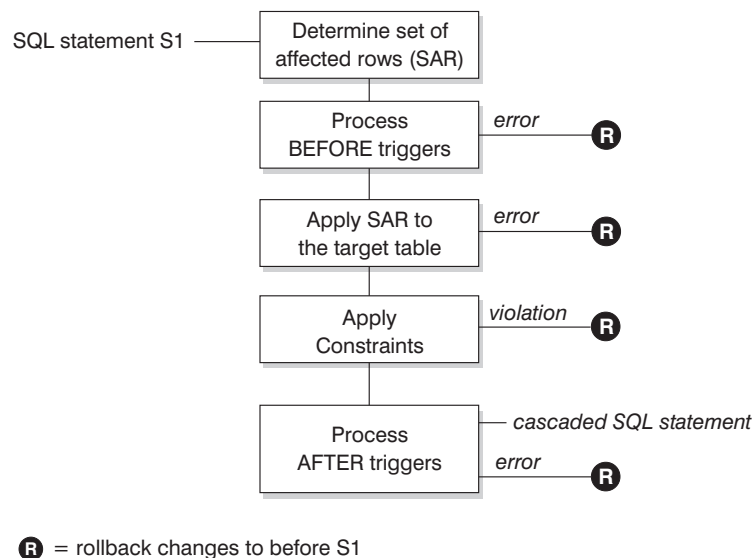 SQL statement S1
Determine set of
affected rows (SAR)
Process
BEFORE triggers
error
R
Apply SAR to
the target table
error
R
Apply
Constraints
violation
R
Process
AFTER triggers
cascaded SQL statement
error
R
R = rollback changes to before S1